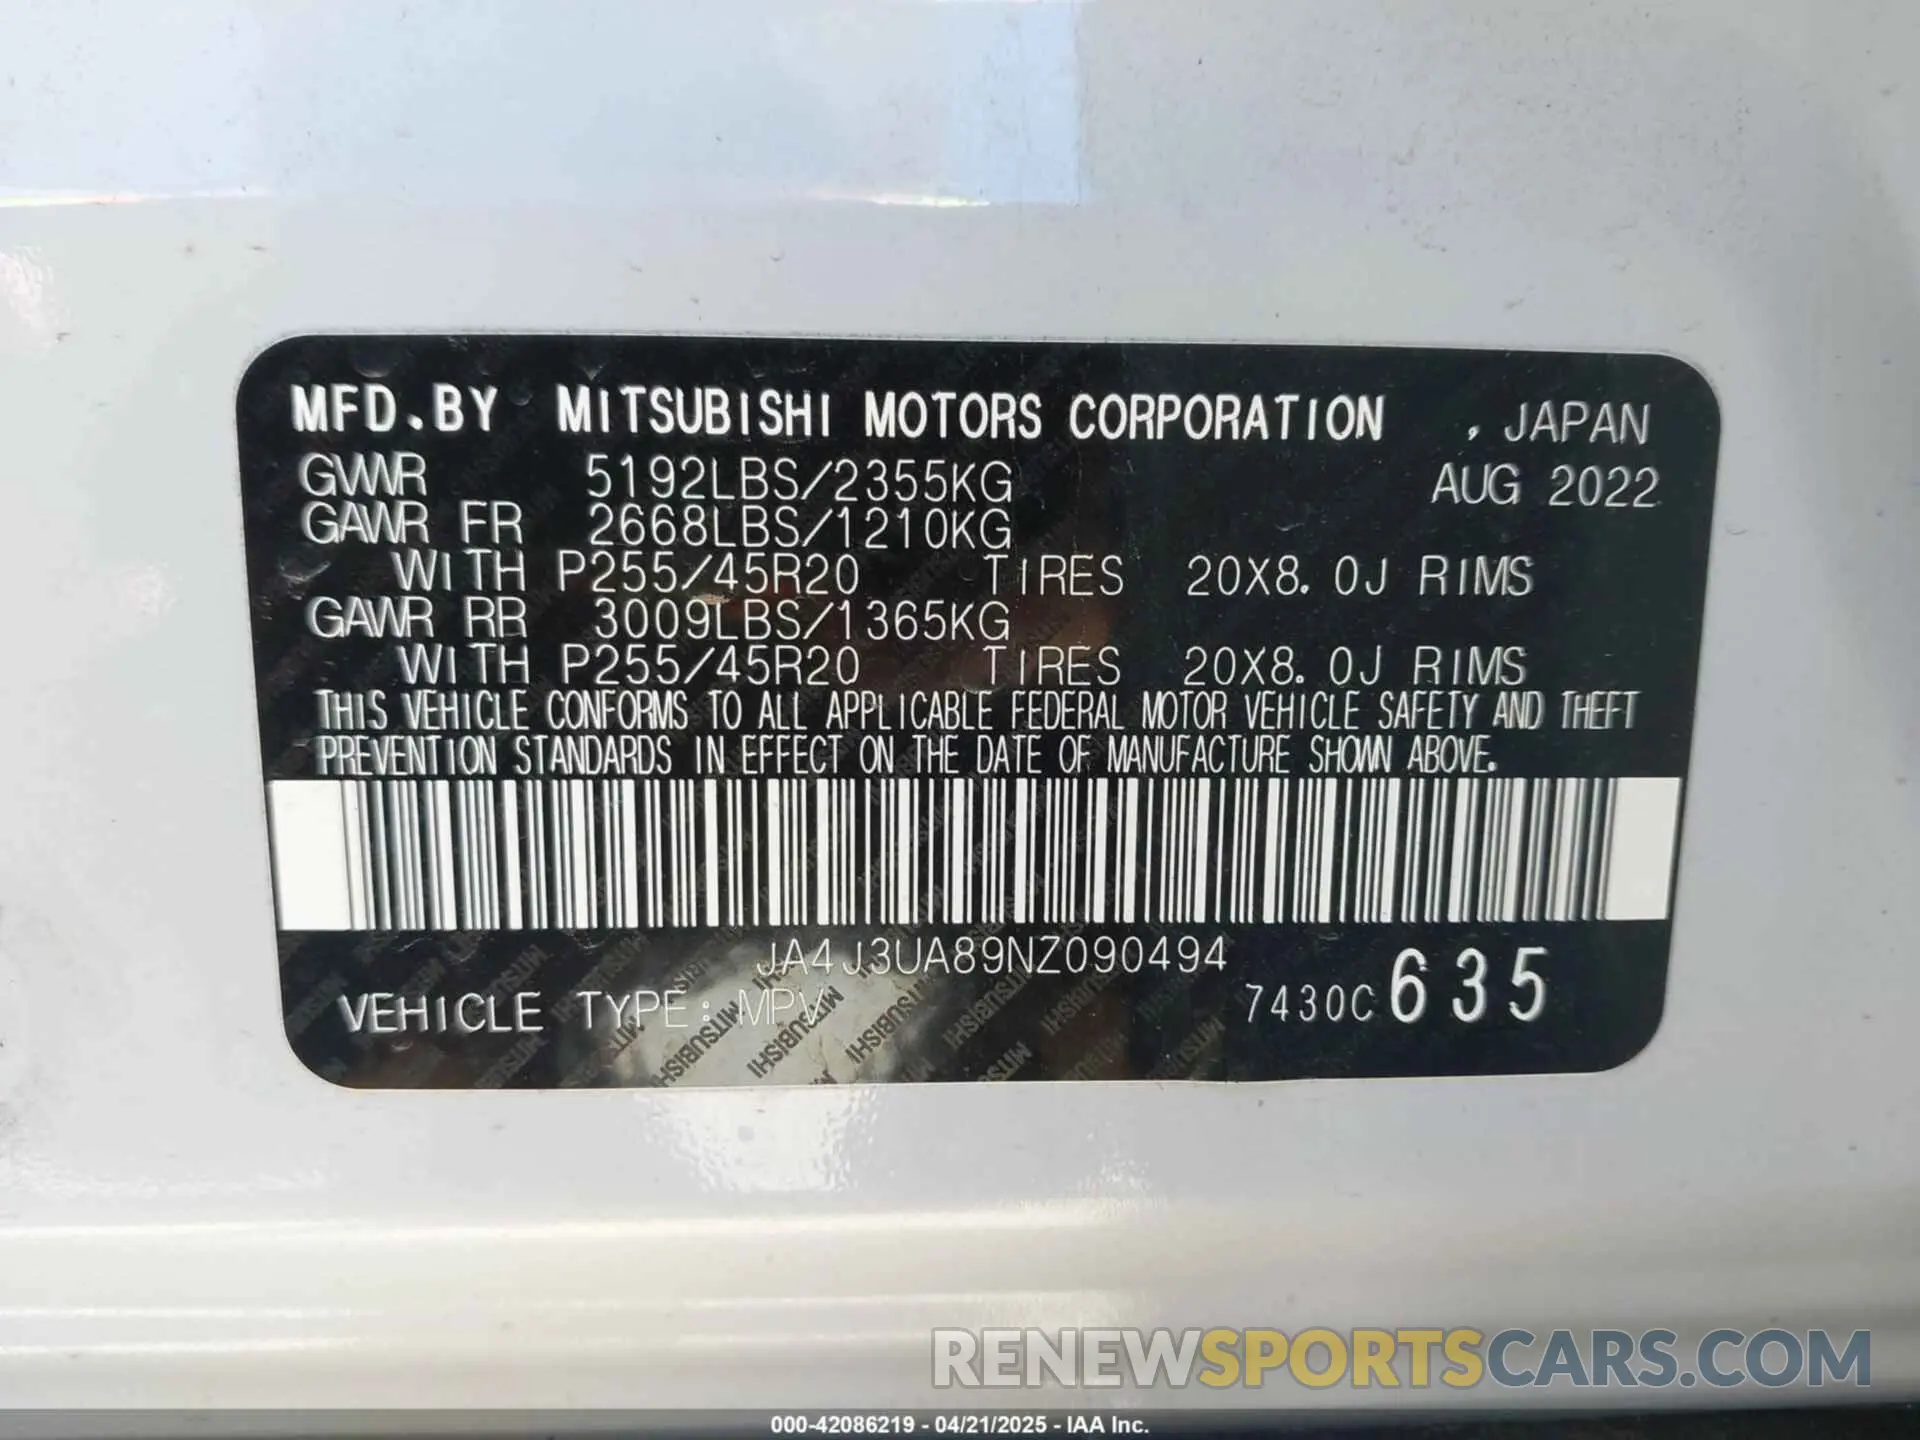 MFD.BY MITSUBISHI MOTORS CORPORATION , JAPAN
GVWR 5192LBS/2355KG AUG 2022
GAWR FR 2668LBS/1210KG
WITH P255/45R20 TIRES 20X8.0J RIMS
GAWR RR 3009LBS/1365KG
WITH P255/45R20 TIRES 20X8.0J RIMS
THIS VEHICLE CONFORMS TO ALL APPLICABLE FEDERAL MOTOR VEHICLE SAFETY AND THEFT
PREVENTION STANDARDS IN EFFECT ON THE DATE OF MANUFACTURE SHOWN ABOVE.
JA4J3UA89NZ090494
VEHICLE TYPE: MPV 7430C 635
RENEWSPORTSCARS.COM
000-42086219 - 04/21/2025 - IAA Inc.